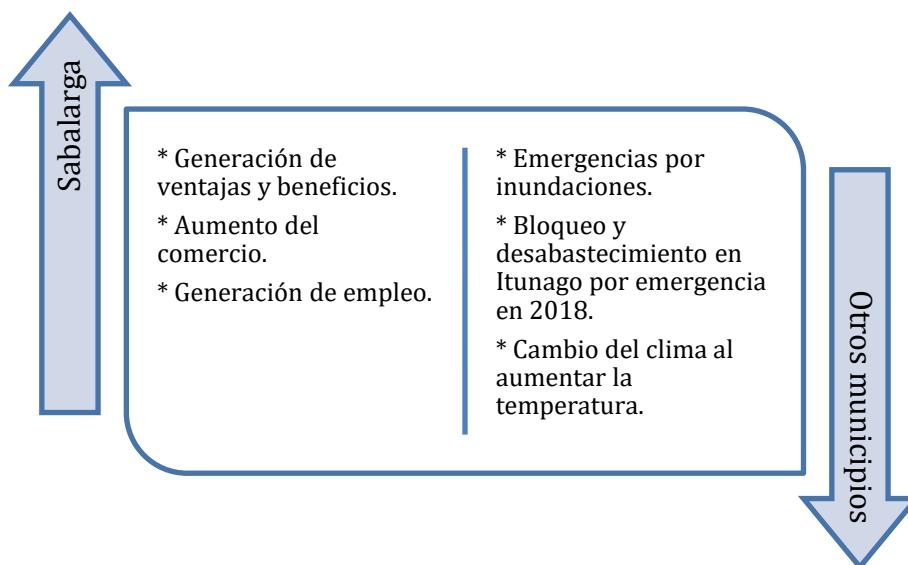 Sabalarga
* Generación de
ventajas y beneficios.
* Aumento del
comercio.
* Generación de empleo.
* Emergencias por
inundaciones.
* Bloqueo y
desabastecimiento en
Itunago por emergencia
en 2018.
* Cambio del clima al
aumentar la
temperatura.
Otros municipios